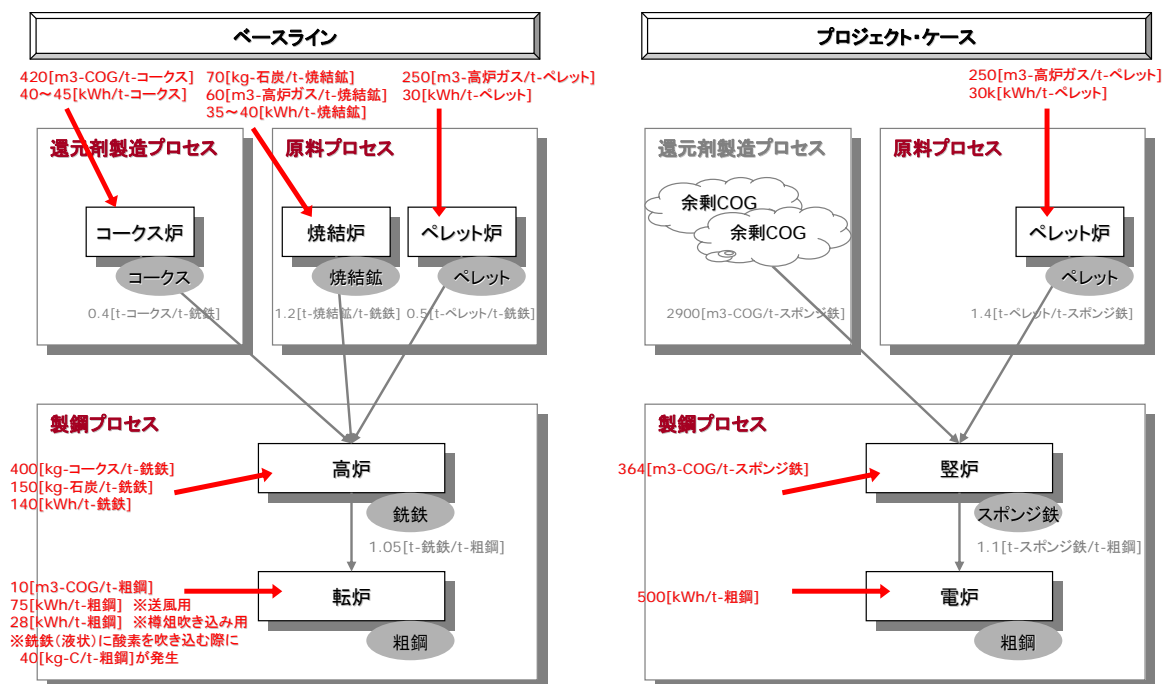 ベースライン
420[m3-COG/t-コークス]
40～45[kWh/t-コークス]
70[kg-石炭/t-焼結鉱]
60[m3-高炉ガス/t-焼結鉱]
35～40[kWh/t-焼結鉱]
250[m3-高炉ガス/t-ペレット]
30[kWh/t-ペレット]
還元剤製造プロセス
原料プロセス
コークス炉
焼結炉
ペレット炉
コークス
焼結鉱
ペレット
0.4[t-コークス/t-銑鉄]
1.2[t-焼結鉱/t-銑鉄]
0.5[t-ペレット/t-銑鉄]
製鋼プロセス
400[kg-コークス/t-銑鉄]
150[kg-石炭/t-銑鉄]
140[kWh/t-銑鉄]
高炉
銑鉄
1.05[t-銑鉄/t-粗鋼]
10[m3-COG/t-粗鋼]
75[kWh/t-粗鋼] ※送風用
28[kWh/t-粗鋼] ※樽俎吹き込み用
※銑鉄（液状）に酸素を吹き込む際に
40[kg-C/t-粗鋼]が発生
転炉
粗鋼
プロジェクト・ケース
250[m3-高炉ガス/t-ペレット]
30k[kWh/t-ペレット]
還元剤製造プロセス
原料プロセス
余剰COG
余剰COG
ペレット炉
ペレット
2900[m3-COG/t-スポンジ鉄]
1.4[t-ペレット/t-スポンジ鉄]
製鋼プロセス
364[m3-COG/t-スポンジ鉄]
竪炉
スポンジ鉄
1.1[t-スポンジ鉄/t-粗鋼]
500[kWh/t-粗鋼]
電炉
粗鋼